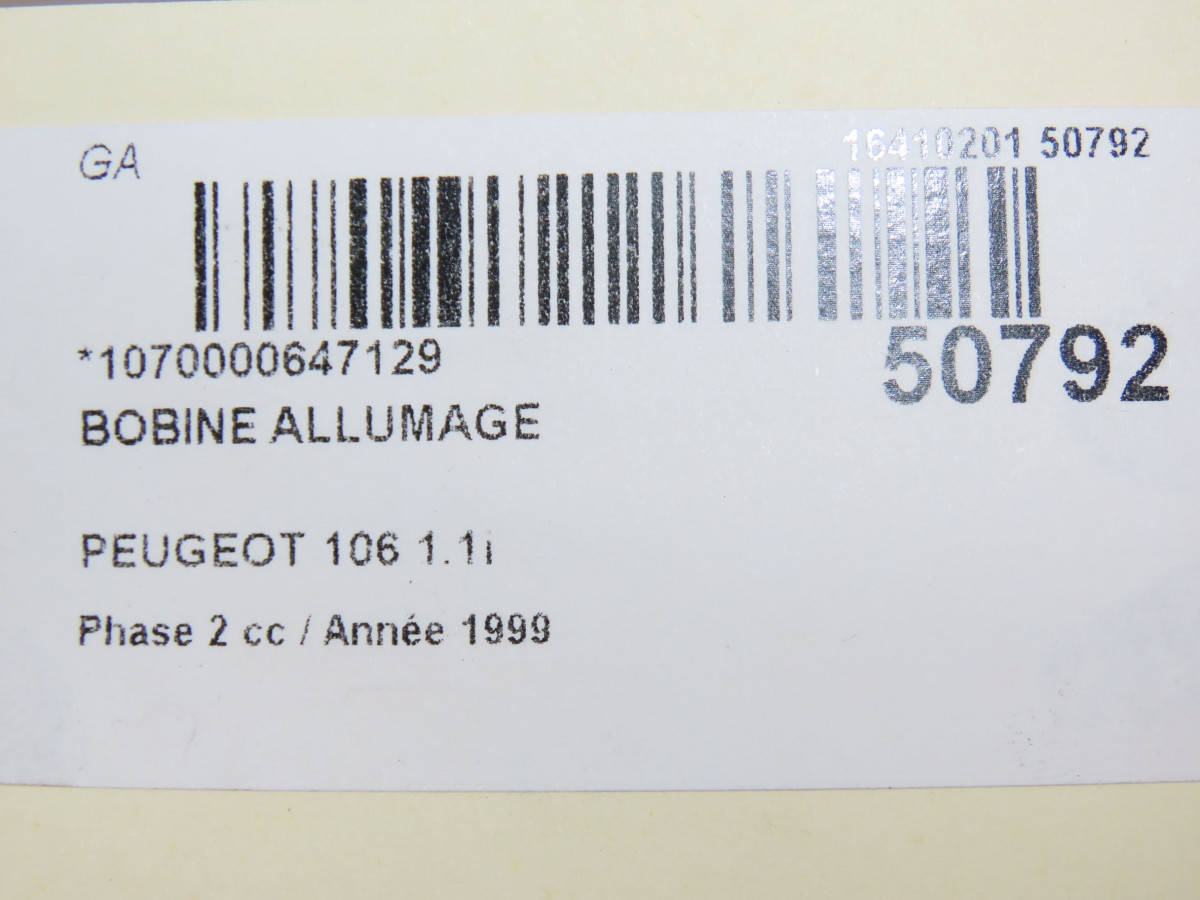 GA
16410201 50792
50792
*1070000647129
BOBINE ALLUMAGE
PEUGEOT 106 1.1i
Phase 2 cc / Année 1999